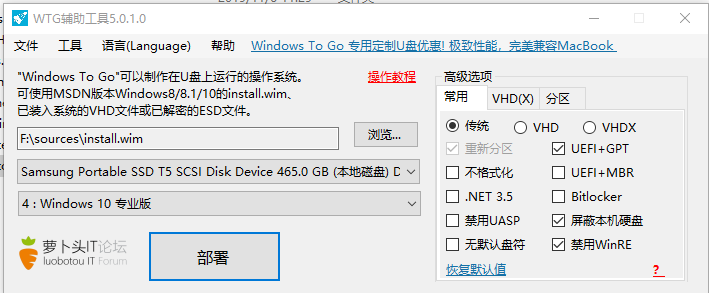 WTG辅助工具5.0.1.0
文件 工具 语言(Language) 帮助 Windows To Go 专用定制U盘优惠! 极致性能，完美兼容MacBook
"Windows To Go"可以制作在U盘上运行的操作系统。
可使用MSDN版本Windows8/8.1/10的install.wim、
已装入系统的VHD文件或已解密的ESD文件。
操作教程
F:\sources\install.wim
浏览...
Samsung Portable SSD T5 SCSI Disk Device 465.0 GB (本地磁盘) D
4 : Windows 10 专业版
萝卜头IT论坛
luobotou IT Forum
部署
高级选项
常用 VHD(X) 分区
传统 VHD VHDX
重新分区 UEFI+GPT
不格式化 UEFI+MBR
.NET 3.5 Bitlocker
禁用UASP 屏蔽本机硬盘
无默认盘符 禁用WinRE
恢复默认值 ?